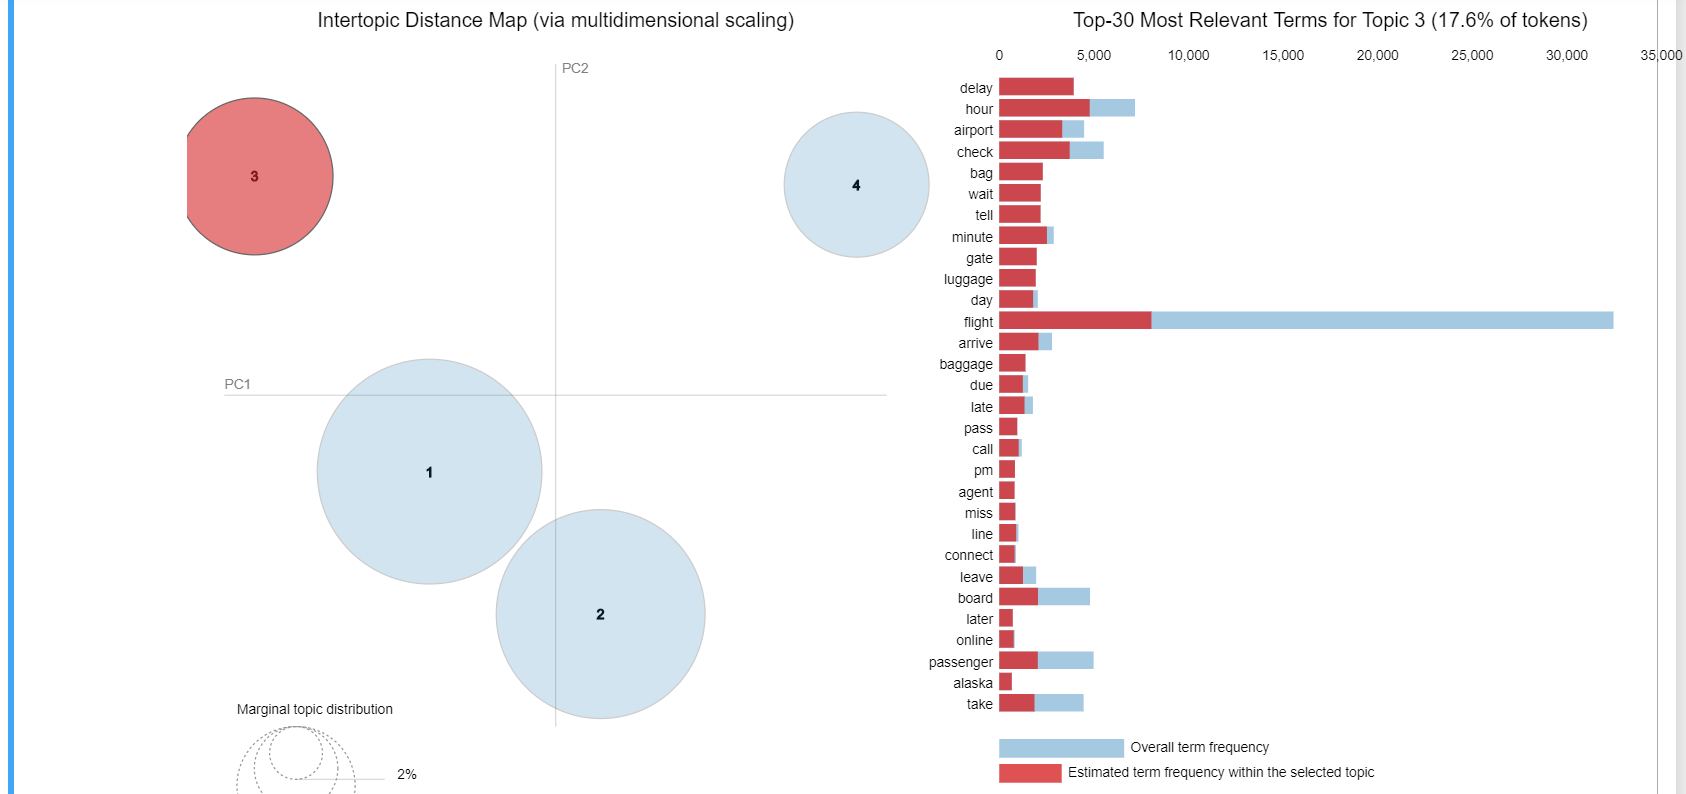 Intertopic Distance Map (via multidimensional scaling)
PC2
3
4
PC1
1
2
Marginal topic distribution
2%
Top-30 Most Relevant Terms for Topic 3 (17.6% of tokens)
0 5,000 10,000 15,000 20,000 25,000 30,000 35,000
delay
hour
airport
check
bag
wait
tell
minute
gate
luggage
day
flight
arrive
baggage
due
late
pass
call
pm
agent
miss
line
connect
leave
board
later
online
passenger
alaska
take
Overall term frequency
Estimated term frequency within the selected topic